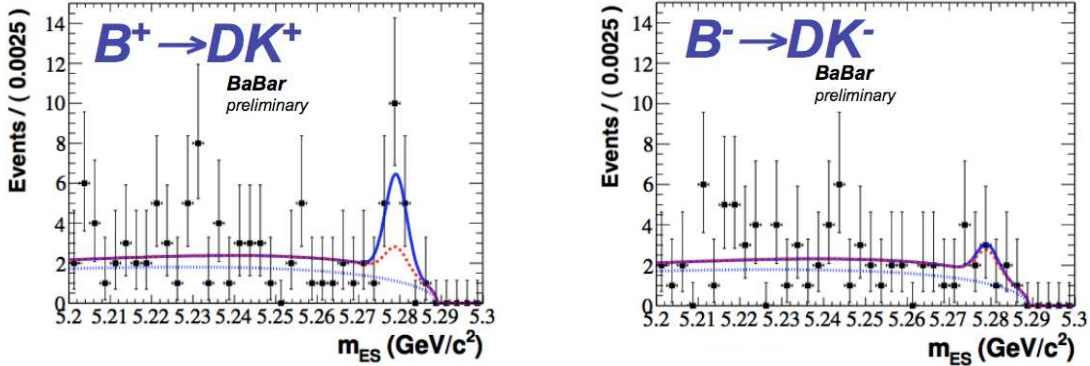 B⁺→DK⁺
BaBar
preliminary
Events / ( 0.0025 )
14
12
10
8
6
4
2
0
5.2 5.21 5.22 5.23 5.24 5.25 5.26 5.27 5.28 5.29 5.3
m_ES (GeV/c²)
B⁻→DK⁻
BaBar
preliminary
Events / ( 0.0025 )
14
12
10
8
6
4
2
0
5.2 5.21 5.22 5.23 5.24 5.25 5.26 5.27 5.28 5.29 5.3
m_ES (GeV/c²)